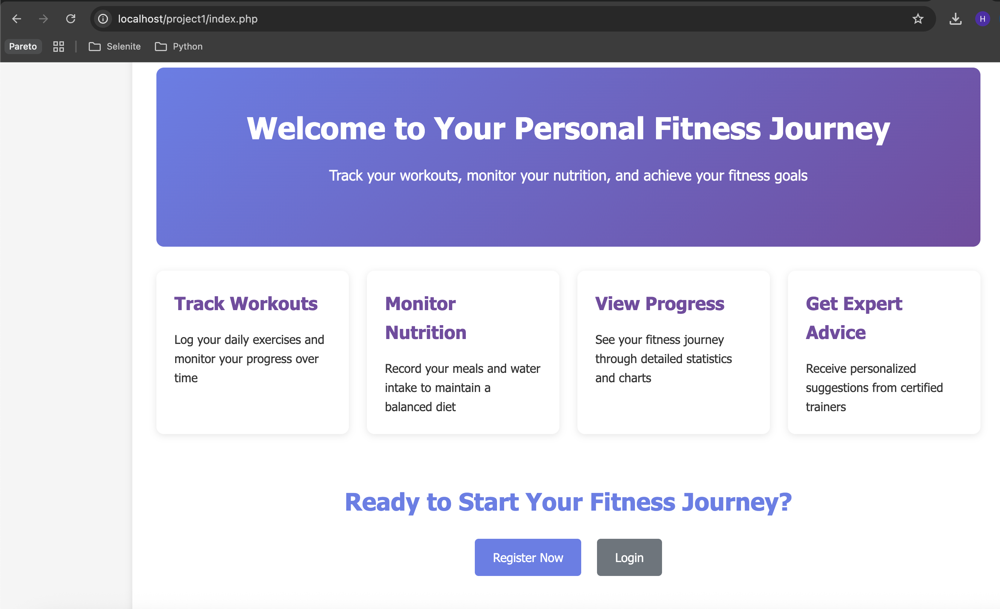 localhost/project1/index.php
H
Pareto
Selenite
Python
Welcome to Your Personal Fitness Journey
Track your workouts, monitor your nutrition, and achieve your fitness goals
Track Workouts
Log your daily exercises and
monitor your progress over
time
Monitor
Nutrition
Record your meals and water
intake to maintain a
balanced diet
View Progress
See your fitness journey
through detailed statistics
and charts
Get Expert
Advice
Receive personalized
suggestions from certified
trainers
Ready to Start Your Fitness Journey?
Register Now
Login